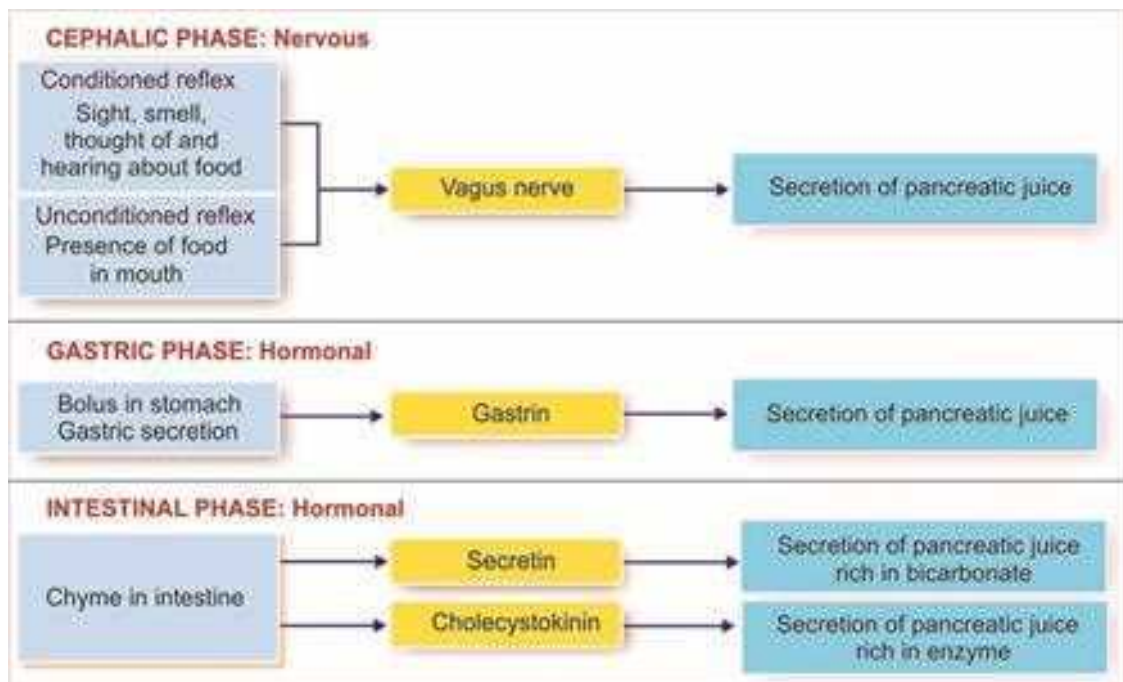 CEPHALIC PHASE: Nervous
Conditioned reflex
Sight, smell,
thought of and
hearing about food
Unconditioned reflex
Presence of food
in mouth
Vagus nerve
Secretion of pancreatic juice
GASTRIC PHASE: Hormonal
Bolus in stomach
Gastric secretion
Gastrin
Secretion of pancreatic juice
INTESTINAL PHASE: Hormonal
Chyme in intestine
Secretin
Secretion of pancreatic juice
rich in bicarbonate
Cholecystokinin
Secretion of pancreatic juice
rich in enzyme